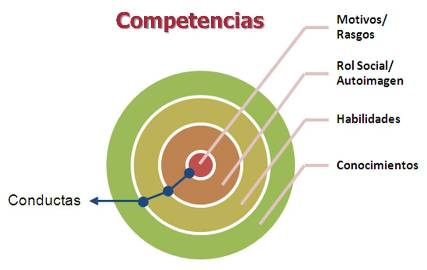 Competencias
Motivos/
Rasgos
Rol Social/
Autoimagen
Habilidades
Conocimientos
Conductas